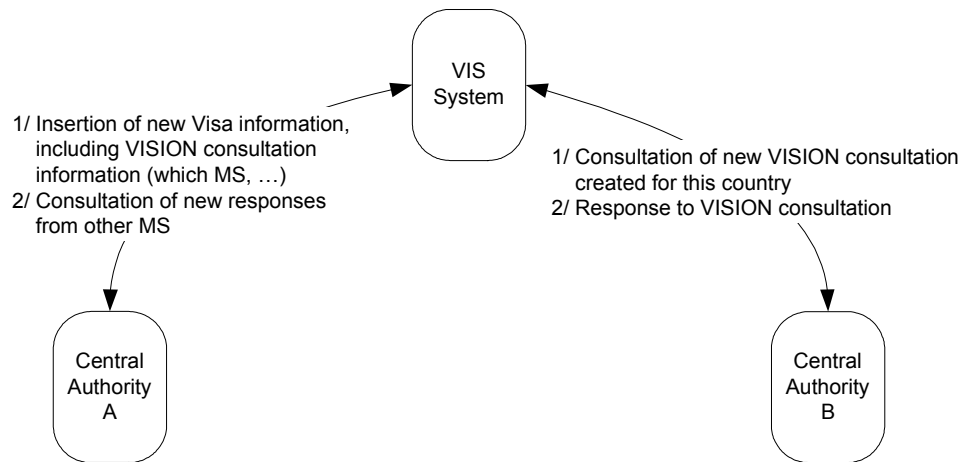 VIS
System
1/ Insertion of new Visa information,
including VISION consultation
information (which MS, …)
2/ Consultation of new responses
from other MS
1/ Consultation of new VISION consultation
created for this country
2/ Response to VISION consultation
Central
Authority
A
Central
Authority
B